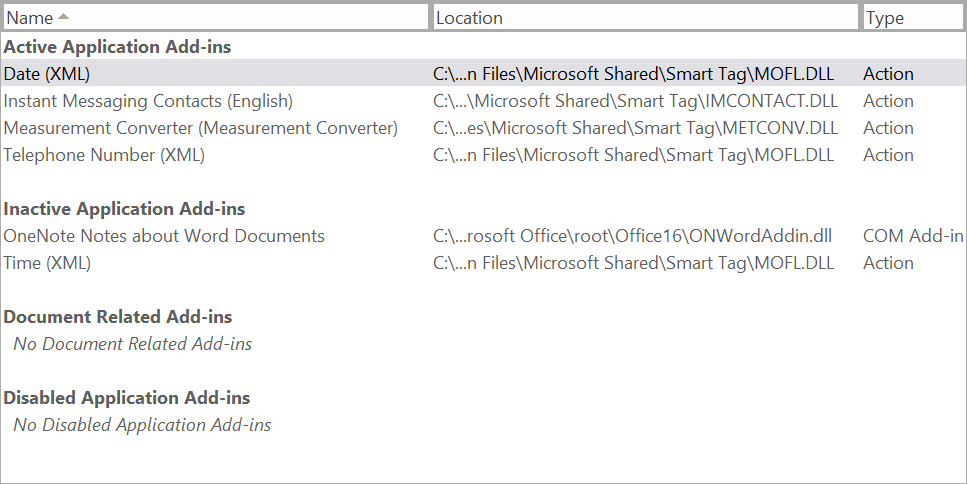 Name Location Type
Active Application Add-ins
Date (XML) C:\...n Files\Microsoft Shared\Smart Tag\MOFL.DLL Action
Instant Messaging Contacts (English) C:\...\Microsoft Shared\Smart Tag\IMCONTACT.DLL Action
Measurement Converter (Measurement Converter) C:\...es\Microsoft Shared\Smart Tag\METCONV.DLL Action
Telephone Number (XML) C:\...n Files\Microsoft Shared\Smart Tag\MOFL.DLL Action
Inactive Application Add-ins
OneNote Notes about Word Documents C:\...rosoft Office\root\Office16\ONWordAddin.dll COM Add-in
Time (XML) C:\...n Files\Microsoft Shared\Smart Tag\MOFL.DLL Action
Document Related Add-ins
No Document Related Add-ins
Disabled Application Add-ins
No Disabled Application Add-ins